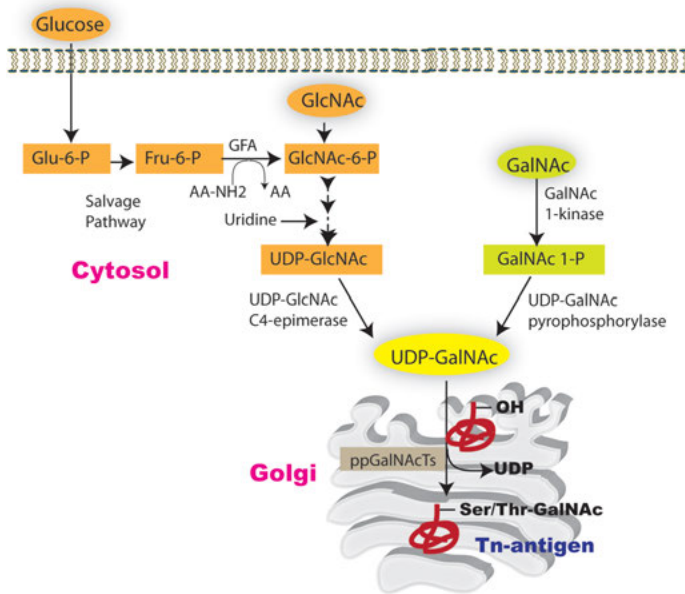 Glucose
GlcNAc
Glu-6-P
Fru-6-P
GFA
GlcNAc-6-P
AA-NH2
AA
GalNAc
GalNAc
1-kinase
Salvage
Pathway
Uridine
Cytosol
UDP-GlcNAc
GalNAc 1-P
UDP-GlcNAc
C4-epimerase
UDP-GalNAc
pyrophosphorylase
UDP-GalNAc
OH
ppGalNAcTs
UDP
Golgi
Ser/Thr-GalNAc
Tn-antigen